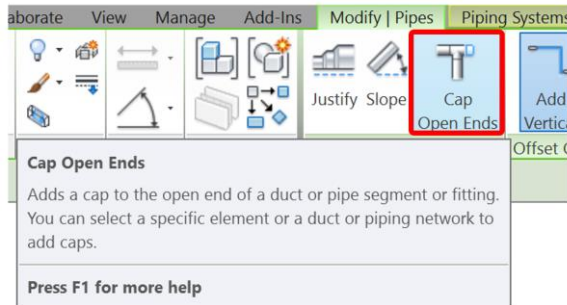 aborate View Manage Add-Ins Modify | Pipes Piping Systems
Justify Slope Cap Add
Open Ends Vertica
Offset C
Cap Open Ends
Adds a cap to the open end of a duct or pipe segment or fitting.
You can select a specific element or a duct or piping network to
add caps.
Press F1 for more help